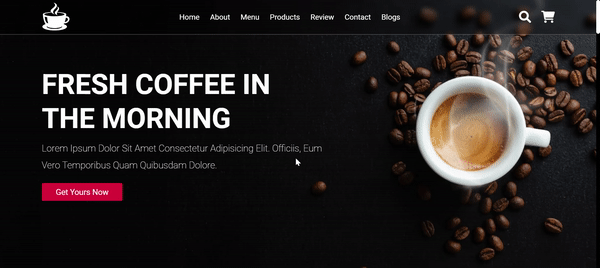 Home About Menu Products Review Contact Blogs
FRESH COFFEE IN
THE MORNING
Lorem Ipsum Dolor Sit Amet Consectetur Adipisicing Elit. Officiis, Eum
Vero Temporibus Quam Quibusdam Dolore.
Get Yours Now